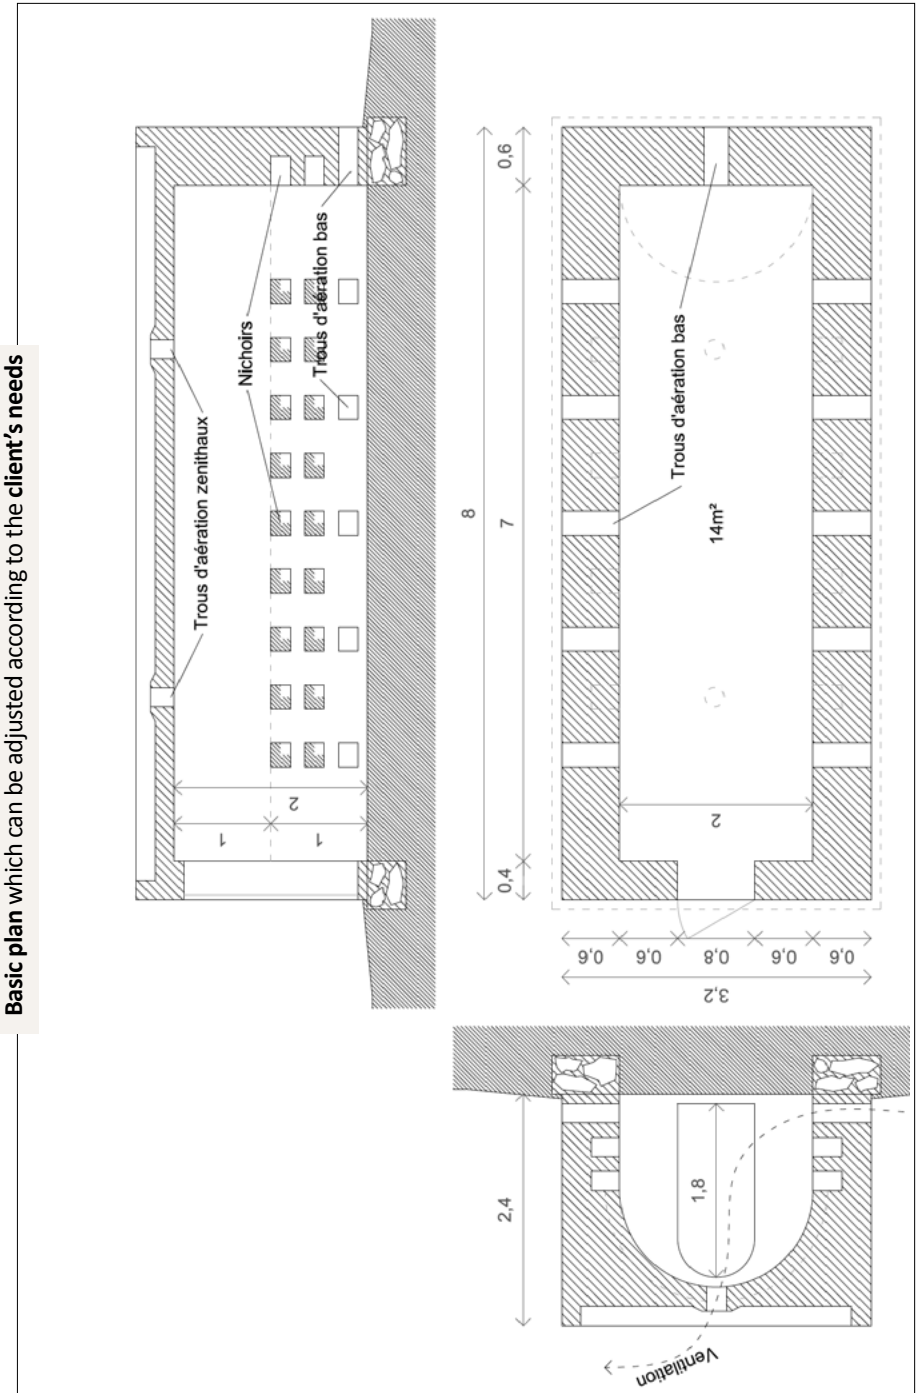 Basic plan which can be adjusted according to the client's needs
Trous d'aération zenithaux
Nichoirs
Trous d'aération bas
2
1
1
8
0,6
7
0,4
Trous d'aération bas
14m²
2
0,6
0,6
0,8
0,6
0,6
3,2
2,4
1,8
Ventilation